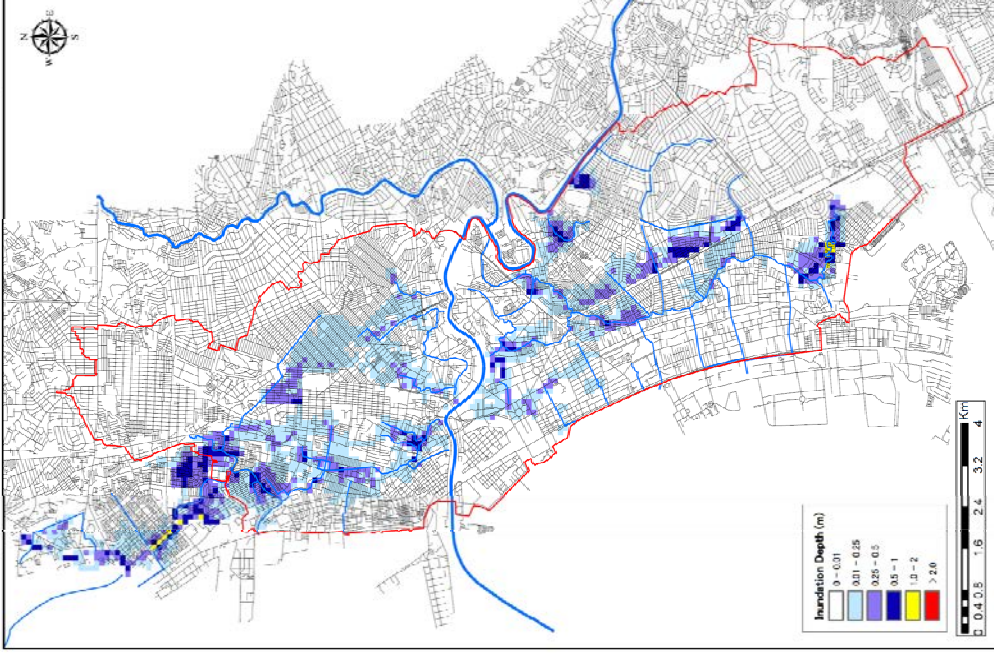 N
W E
S
Inundation Depth (m)
0 - 0.01
0.01 - 0.25
0.25 - 0.5
0.5 - 1
1.0 - 2
> 2.0
Km
0 0.4 0.8 1.6 2.4 3.2 4